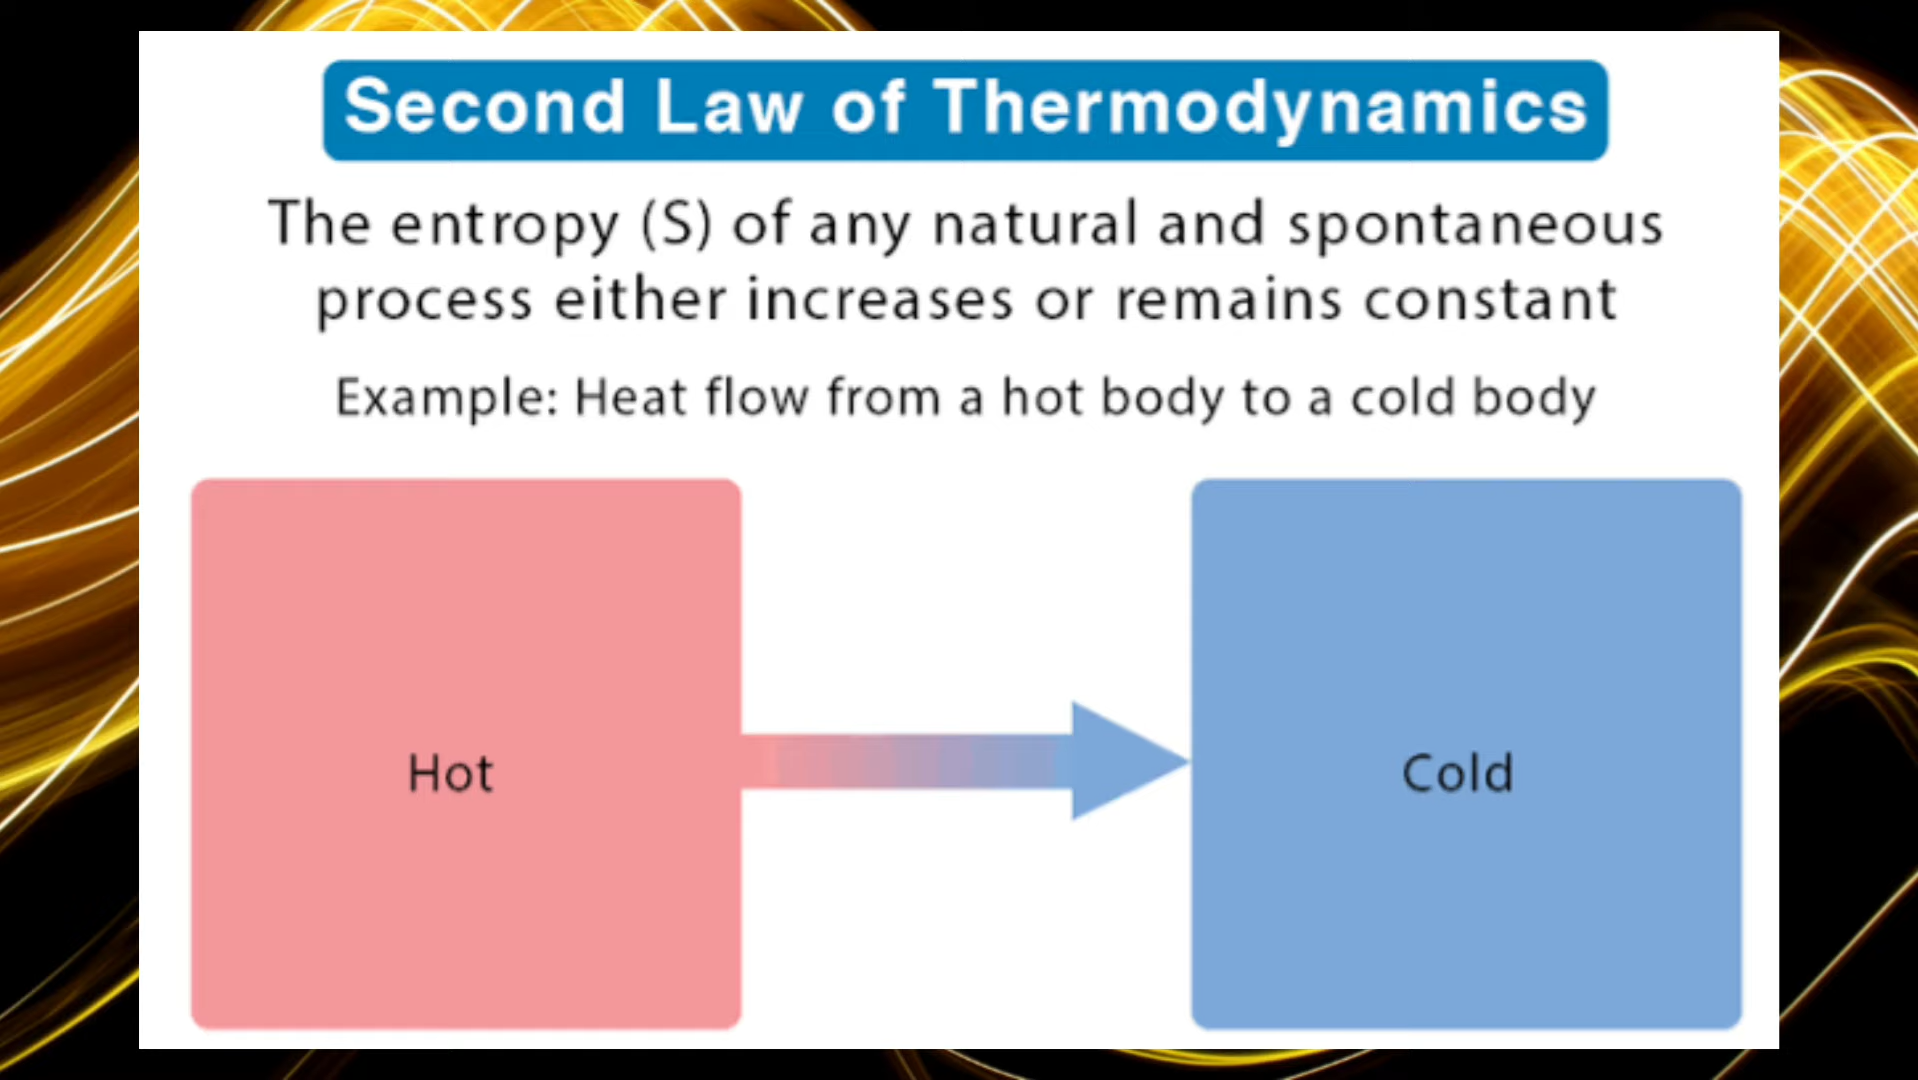 Second Law of Thermodynamics
The entropy (S) of any natural and spontaneous
process either increases or remains constant
Example: Heat flow from a hot body to a cold body
Hot
Cold